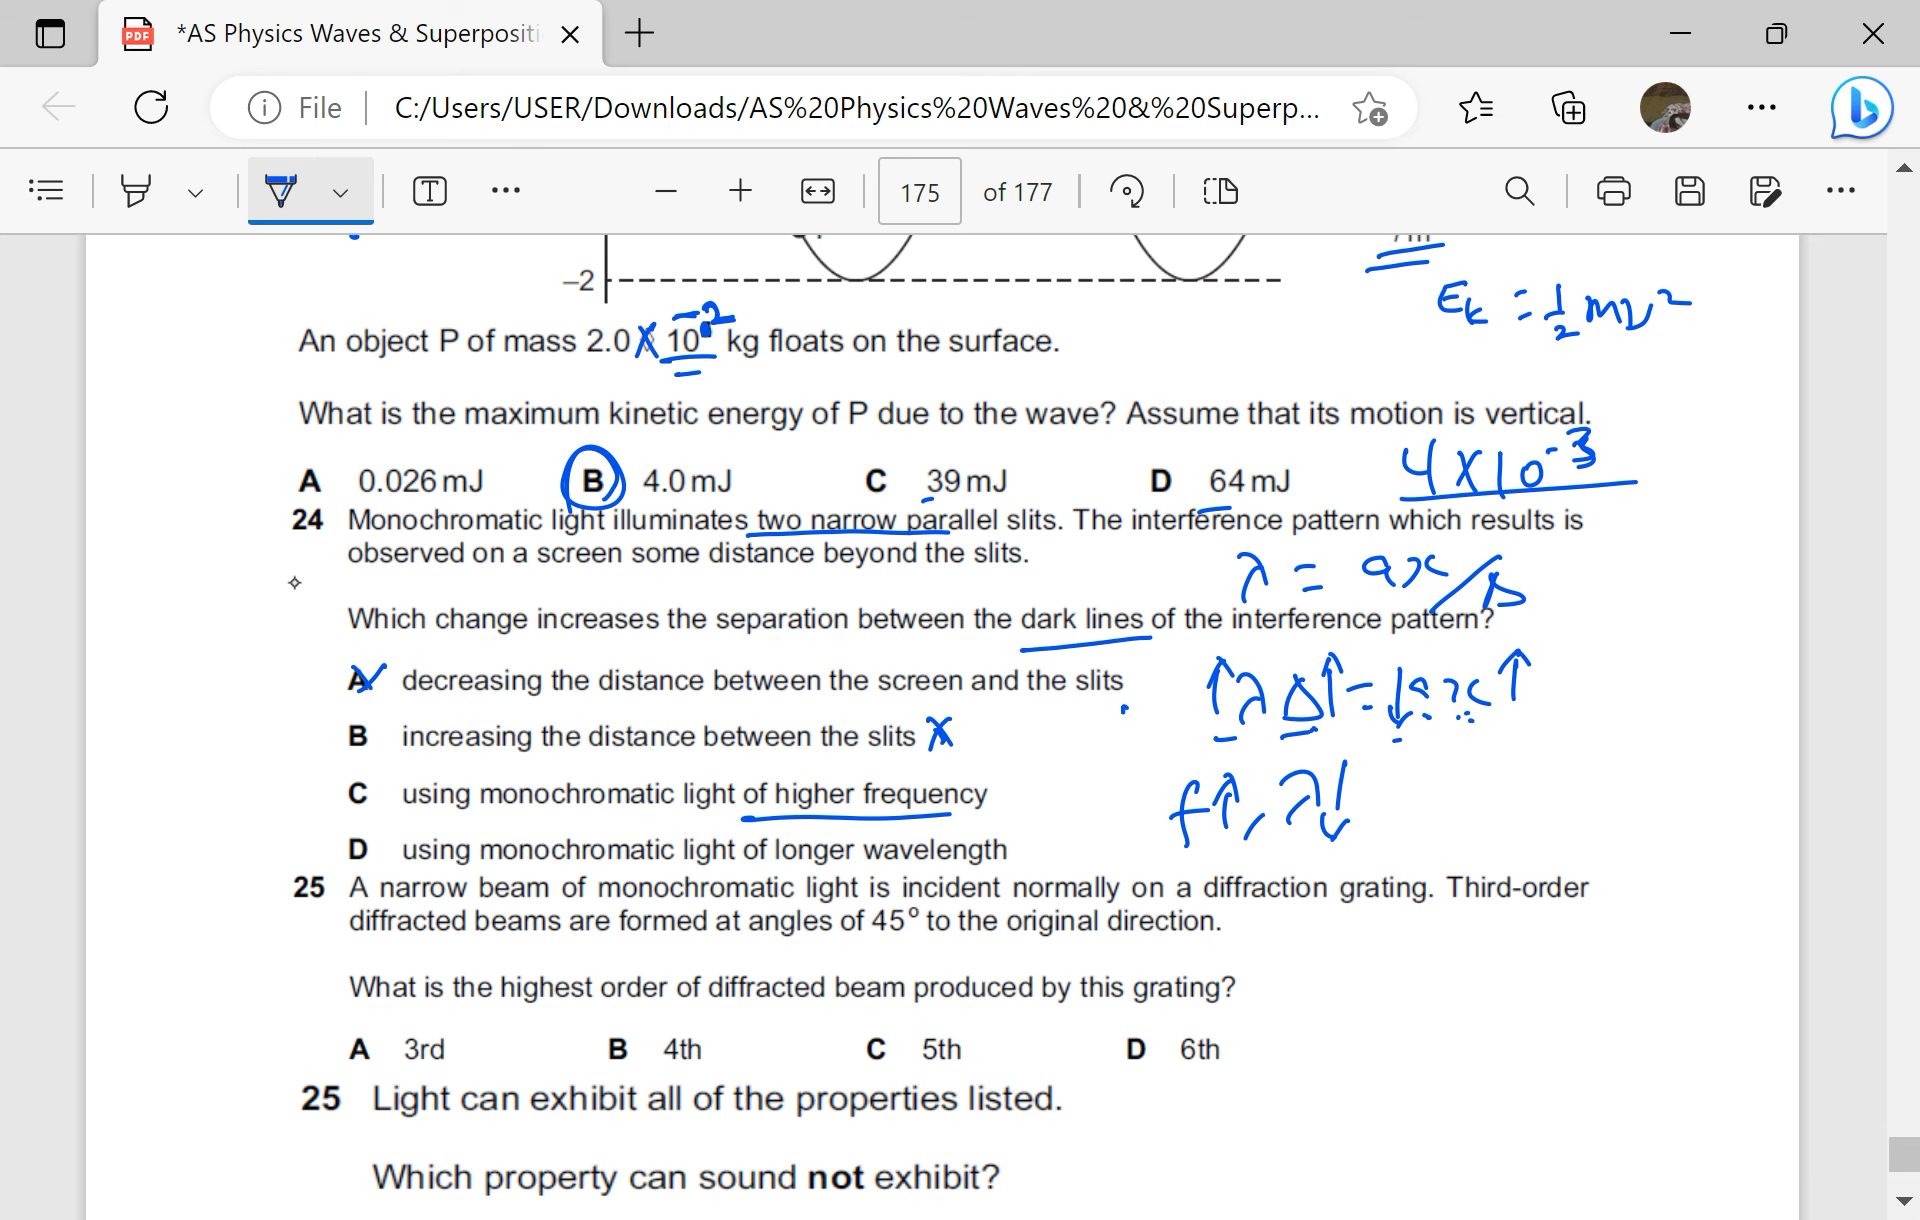 *AS Physics Waves & Superpositi
File C:/Users/USER/Downloads/AS%20Physics%20Waves%20&%20Superp...
175 of 177
–2
An object P of mass 2.0 × 10⁻² kg floats on the surface.
Eₖ = ½mv²
What is the maximum kinetic energy of P due to the wave? Assume that its motion is vertical.
A 0.026 mJ B 4.0 mJ C 39 mJ D 64 mJ
4×10⁻³
24 Monochromatic light illuminates two narrow parallel slits. The interference pattern which results is
observed on a screen some distance beyond the slits.
λ = ax/
Which change increases the separation between the dark lines of the interference pattern?
A decreasing the distance between the screen and the slits
↑λ ↑ = ↓ax↑
B increasing the distance between the slits
C using monochromatic light of higher frequency
f↑, λ↓
D using monochromatic light of longer wavelength
25 A narrow beam of monochromatic light is incident normally on a diffraction grating. Third-order
diffracted beams are formed at angles of 45° to the original direction.
What is the highest order of diffracted beam produced by this grating?
A 3rd B 4th C 5th D 6th
25 Light can exhibit all of the properties listed.
Which property can sound not exhibit?